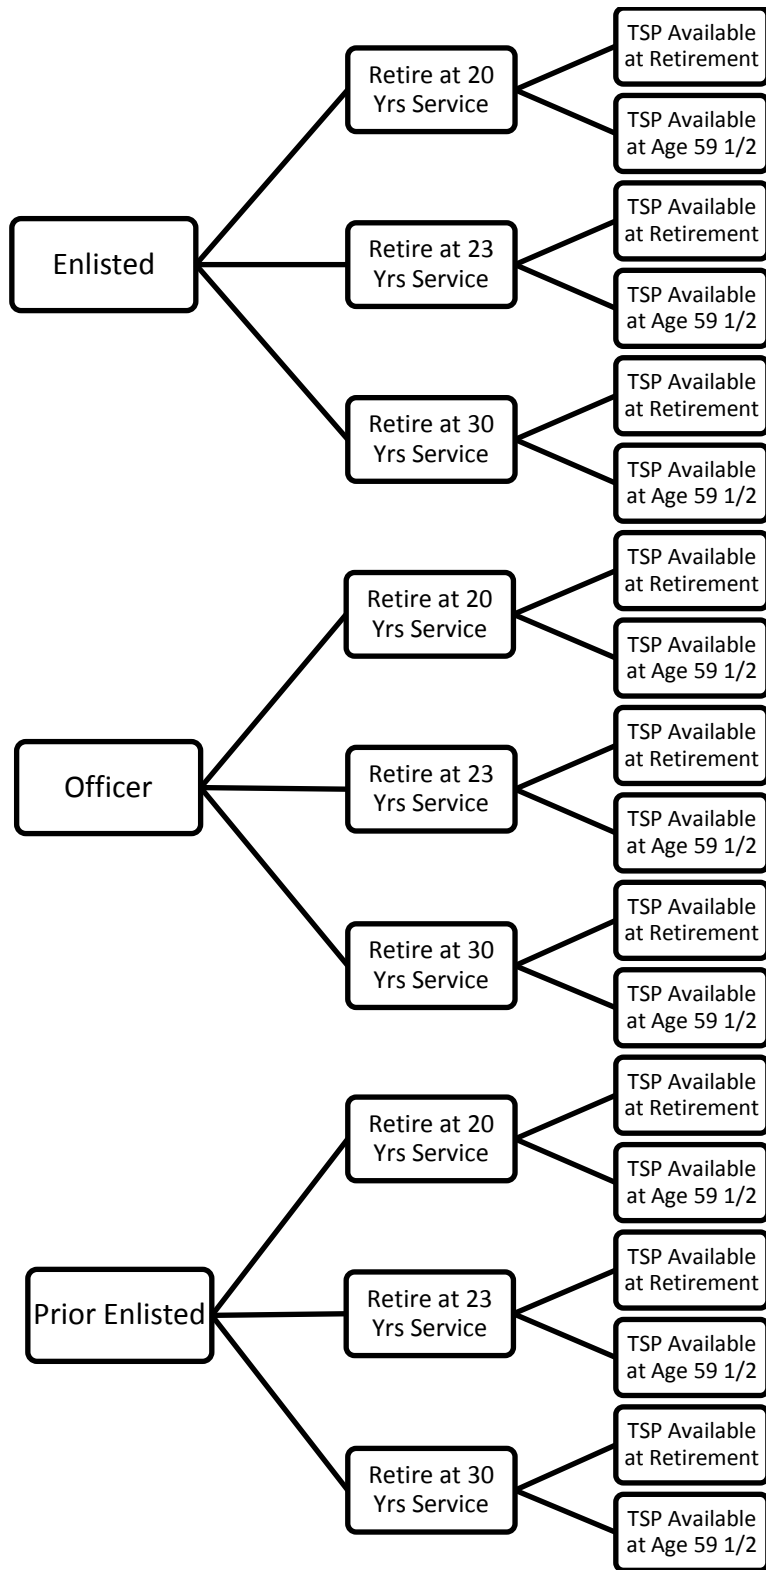 Enlisted
Retire at 20
Yrs Service
TSP Available
at Retirement
TSP Available
at Age 59 1/2
Retire at 23
Yrs Service
TSP Available
at Retirement
TSP Available
at Age 59 1/2
Retire at 30
Yrs Service
TSP Available
at Retirement
TSP Available
at Age 59 1/2
Officer
Retire at 20
Yrs Service
TSP Available
at Retirement
TSP Available
at Age 59 1/2
Retire at 23
Yrs Service
TSP Available
at Retirement
TSP Available
at Age 59 1/2
Retire at 30
Yrs Service
TSP Available
at Retirement
TSP Available
at Age 59 1/2
Prior Enlisted
Retire at 20
Yrs Service
TSP Available
at Retirement
TSP Available
at Age 59 1/2
Retire at 23
Yrs Service
TSP Available
at Retirement
TSP Available
at Age 59 1/2
Retire at 30
Yrs Service
TSP Available
at Retirement
TSP Available
at Age 59 1/2